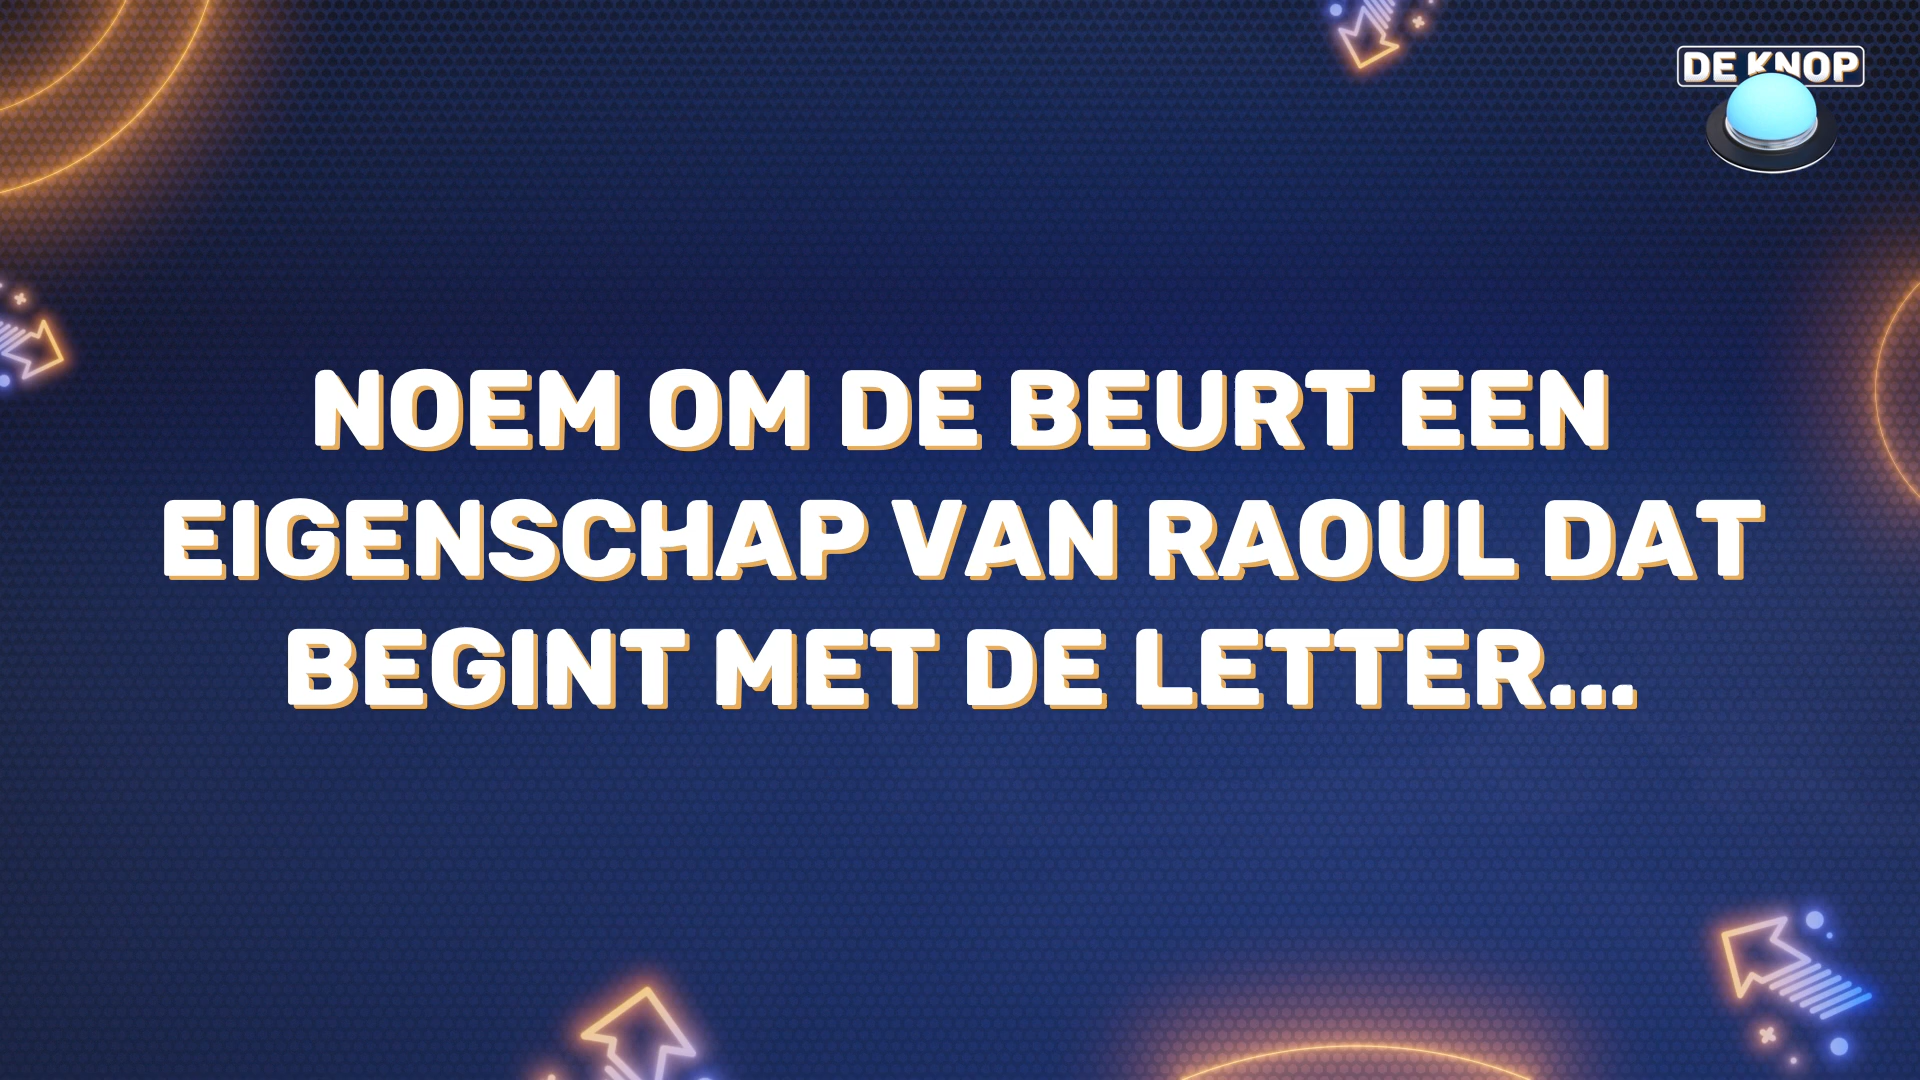 DE KNOP
NOEM OM DE BEURT EEN
EIGENSCHAP VAN RAOUL DAT
BEGINT MET DE LETTER...